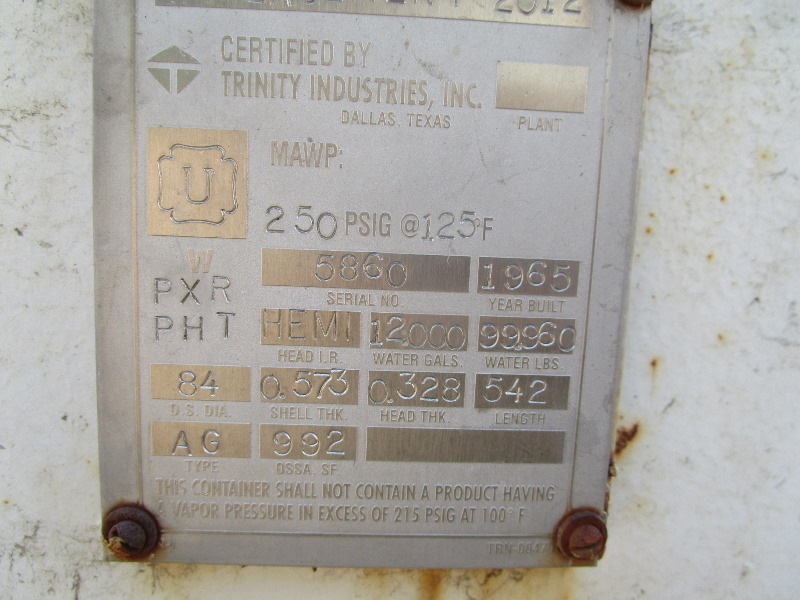 2012
CERTIFIED BY
TRINITY INDUSTRIES, INC.
DALLAS, TEXAS
PLANT
U
MAWP:
250 PSIG @125°F
W
5860 1965
PXR
SERIAL NO. YEAR BUILT
PHT HEMI 12000 99960
HEAD I.R. WATER GALS. WATER LBS.
84 0.573 0.328 542
O.S. DIA. SHELL THK. HEAD THK. LENGTH
AG 992
TYPE OSSA. SF.
THIS CONTAINER SHALL NOT CONTAIN A PRODUCT HAVING
A VAPOR PRESSURE IN EXCESS OF 215 PSIG AT 100° F